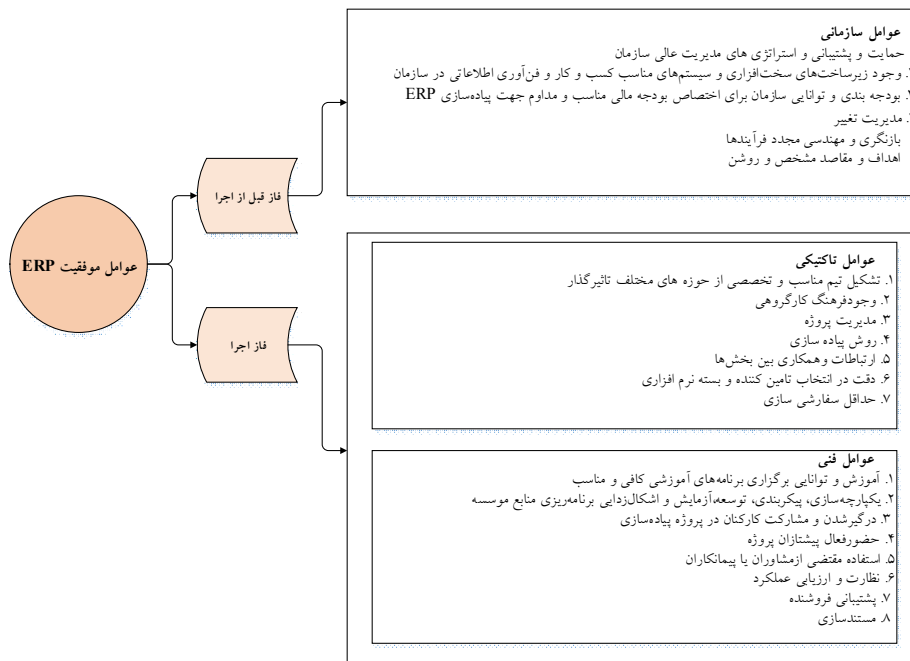 عوامل موفقیت ERP
فاز قبل از اجرا
عوامل سازمانی
حمایت و پشتیبانی و استراتژی های مدیریت عالی سازمان
وجود زیرساخت‌های سخت‌افزاری و سیستم‌های مناسب کسب و کار و فن‌آوری اطلاعاتی در سازمان
بودجه بندی و توانایی سازمان برای اختصاص بودجه مالی مناسب و مداوم جهت پیاده‌سازی ERP
مدیریت تغییر
بازنگری و مهندسی مجدد فرآیندها
اهداف و مقاصد مشخص و روشن
فاز اجرا
عوامل تاکتیکی
۱. تشکیل تیم مناسب و تخصصی از حوزه های مختلف تاثیرگذار
۲. وجودفرهنگ کارگروهی
۳. مدیریت پروژه
۴. روش پیاده سازی
۵. ارتباطات وهمکاری بین بخش‌ها
۶. دقت در انتخاب تامین کننده و بسته نرم افزاری
۷. حداقل سفارشی سازی
عوامل فنی
۱. آموزش و توانایی برگزاری برنامه‌های آموزشی کافی و مناسب
۲. یکپارچه‌سازی، پیکربندی، توسعه،آزمایش و اشکال‌زدایی برنامه‌ریزی منابع موسسه
۳. درگیرشدن و مشارکت کارکنان در پروژه پیاده‌سازی
۴. حضورفعال پیشتازان پروژه
۵. استفاده مقتضی ازمشاوران یا پیمانکاران
۶. نظارت و ارزیابی عملکرد
۷. پشتیبانی فروشنده
۸. مستندسازی